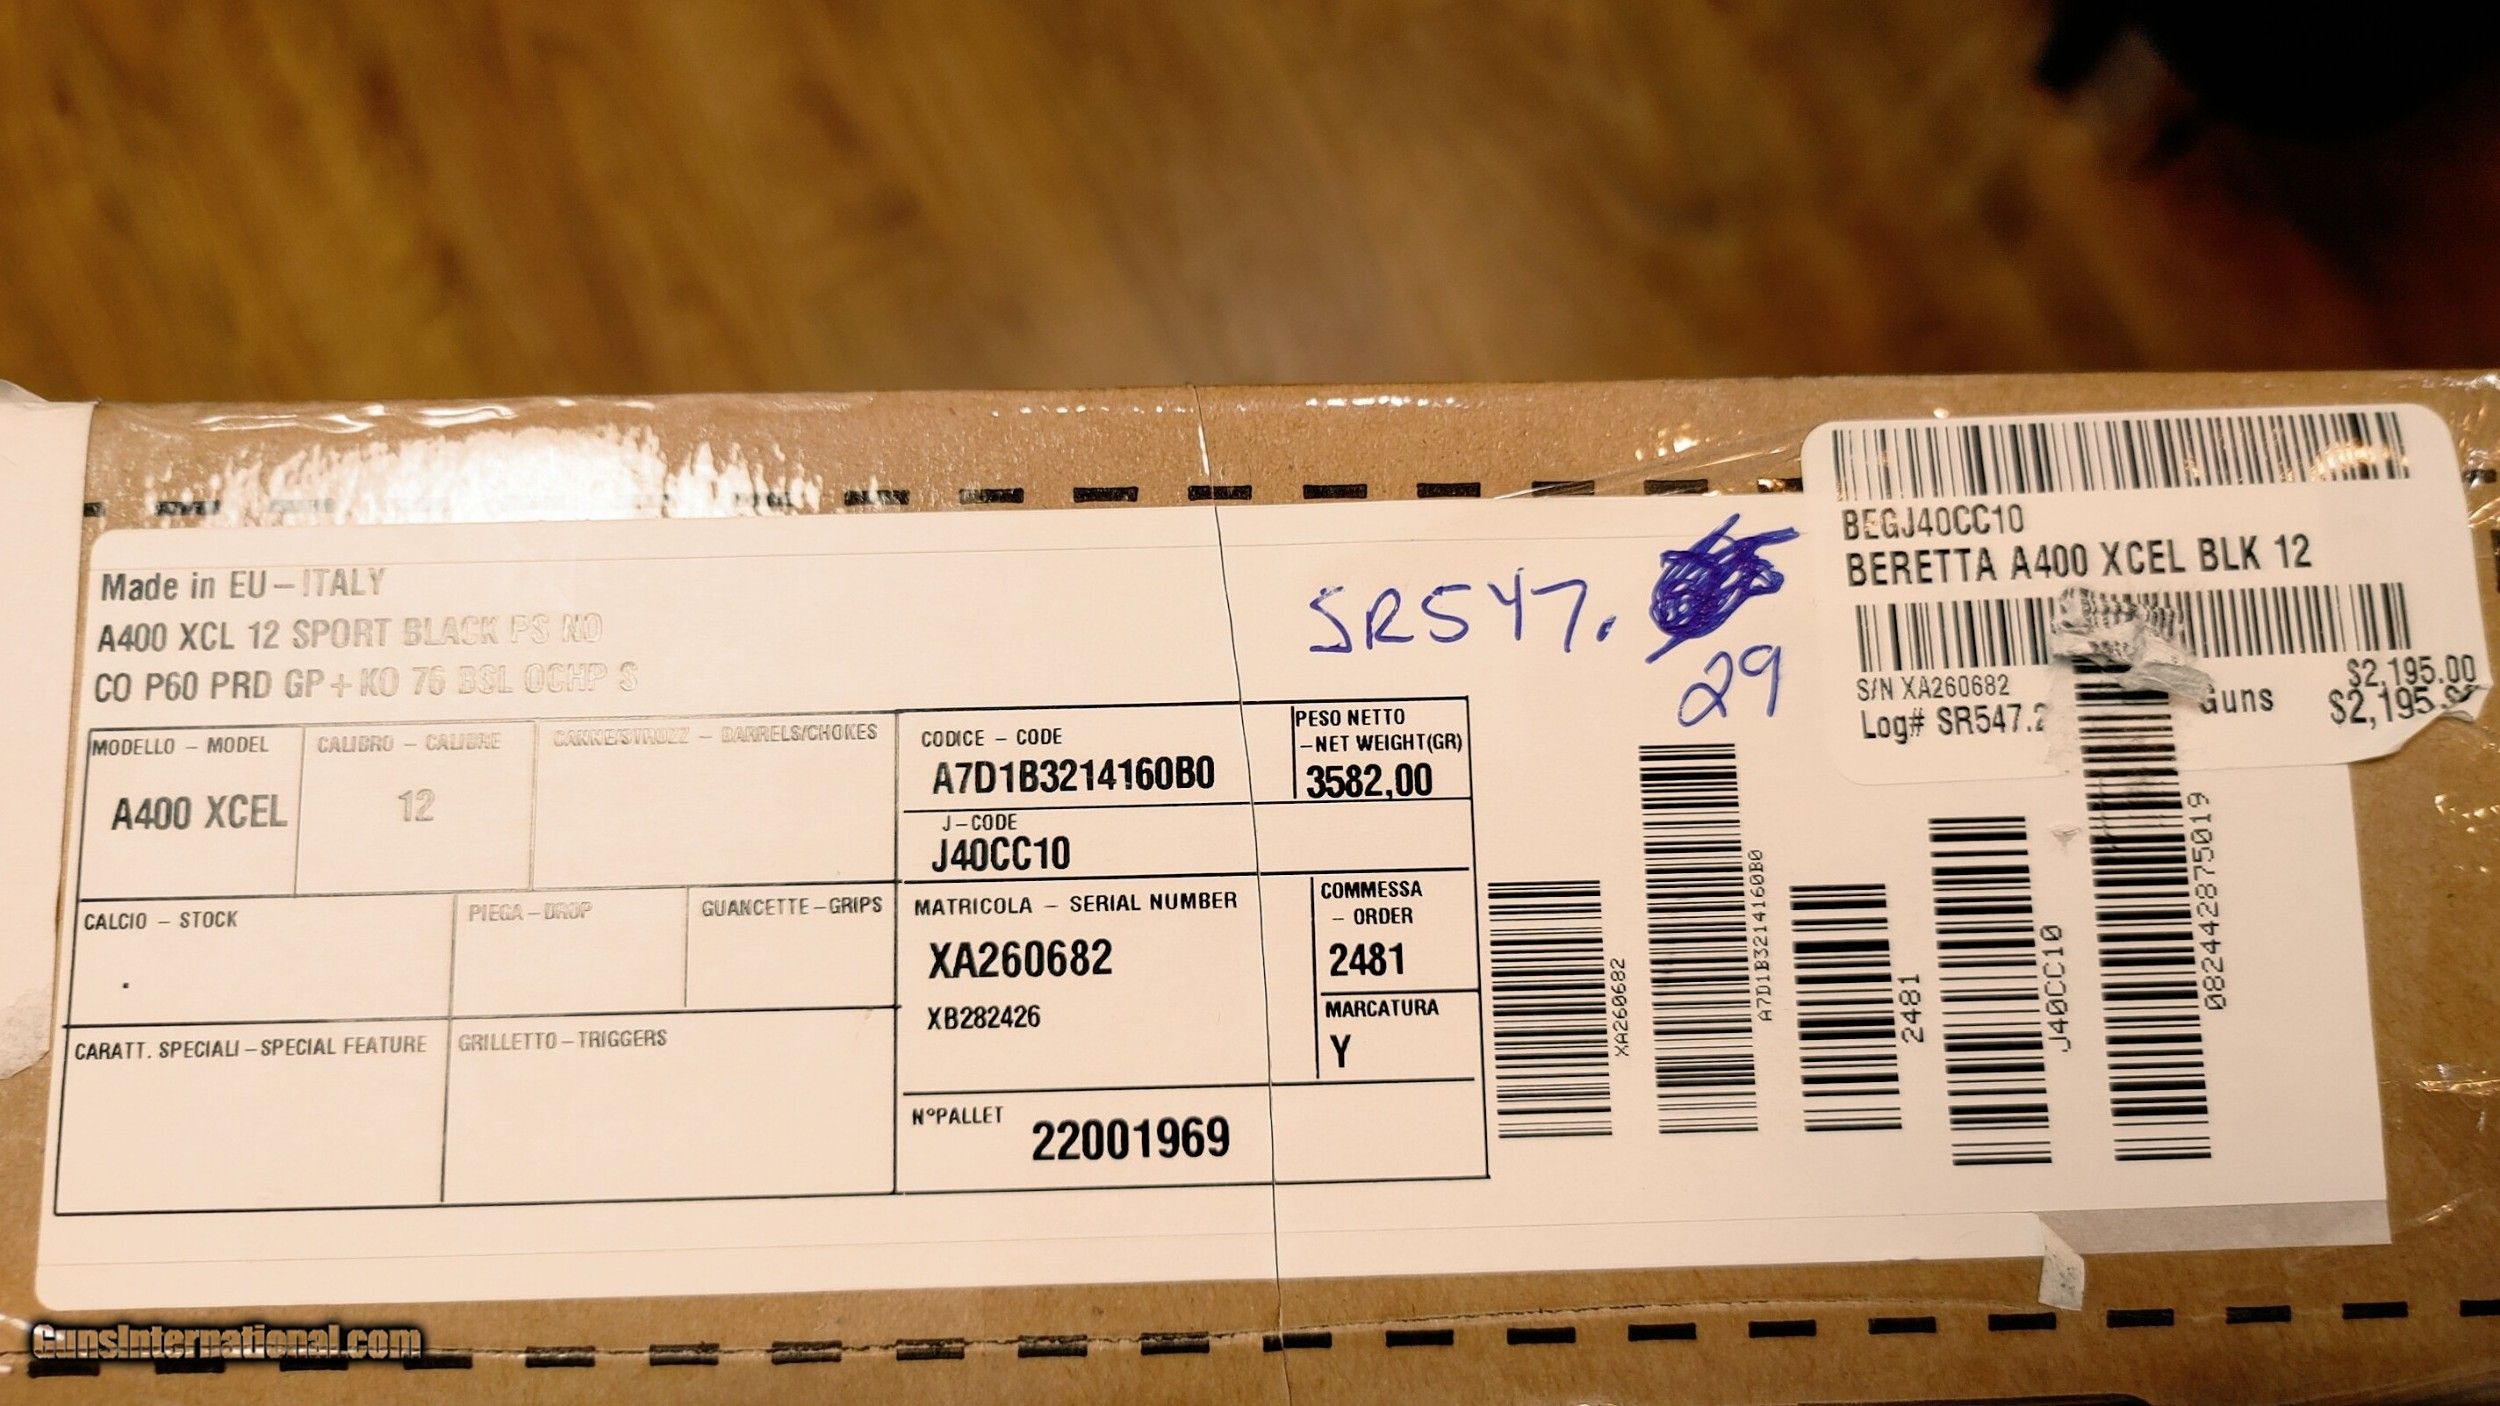 Made in EU-ITALY
A400 XCL 12 SPORT BLACK PS NO
CO P60 PRD GP+KO 76 BSL OCHP S
SR547.
29
BEGJ40CC10
BERETTA A400 XCEL BLK 12
S/N XA260682
$2,195.00
Log# SR547.2
Guns
$2,195.
MODELLO - MODEL
A400 XCEL
CALIBRO - CALIBRE
12
CANNE/STROZZ - BARRELS/CHOKES
CODICE - CODE
A7D1B3214160B0
PESO NETTO
-NET WEIGHT(GR)
3582,00
J-CODE
J40CC10
CALCIO - STOCK
.
PIEGA-DROP
GUANCETTE-GRIPS
MATRICOLA - SERIAL NUMBER
XA260682
XB282426
COMMESSA
- ORDER
2481
MARCATURA
Y
CARATT. SPECIALI-SPECIAL FEATURE
GRILLETTO-TRIGGERS
N°PALLET
22001969
XA260682
A7D1B3214160B0
2481
J40CC10
082442875019
GunsInternational.com